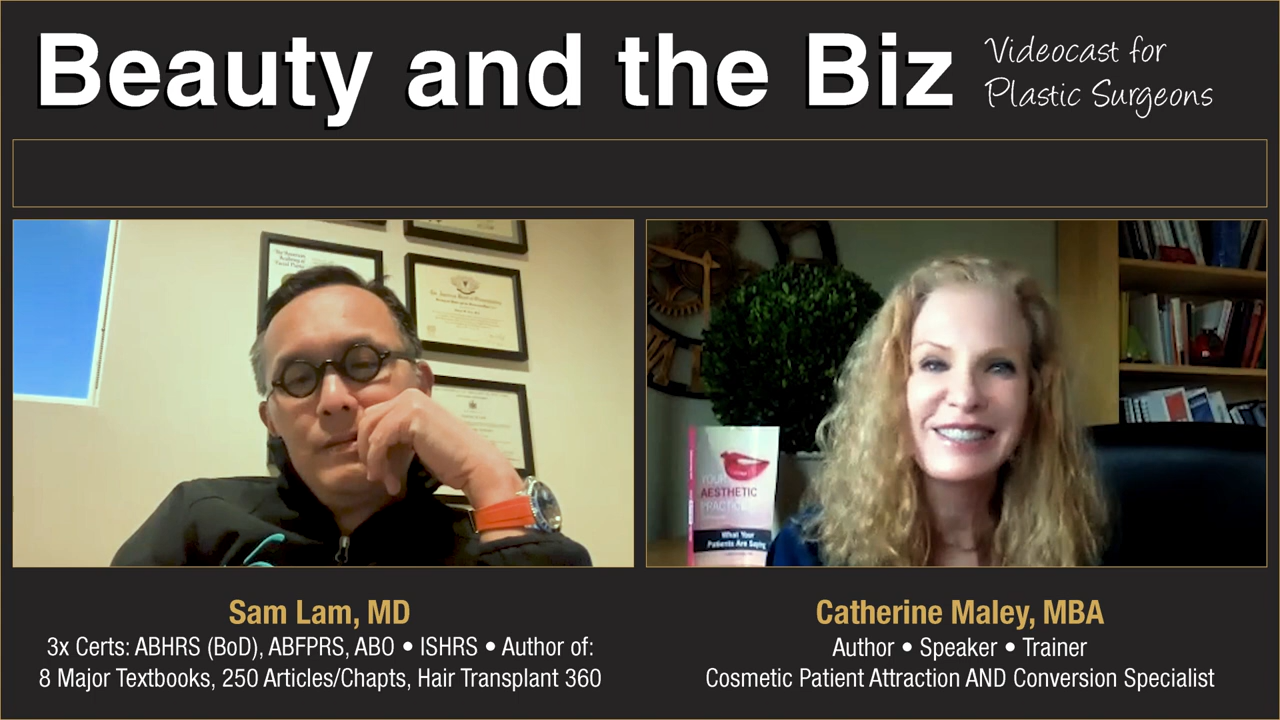 Beauty and the Biz
Videocast for
Plastic Surgeons
YOUR
AESTHETIC
PRACTICE
What Your
Patients Are Saying
Sam Lam, MD
3x Certs: ABHRS (BoD), ABFPRS, ABO • ISHRS • Author of:
8 Major Textbooks, 250 Articles/Chapts, Hair Transplant 360
Catherine Maley, MBA
Author • Speaker • Trainer
Cosmetic Patient Attraction AND Conversion Specialist